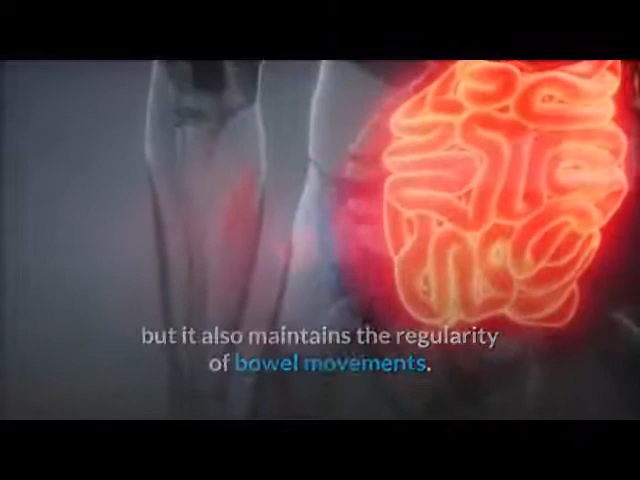 but it also maintains the regularity
of bowel movements.